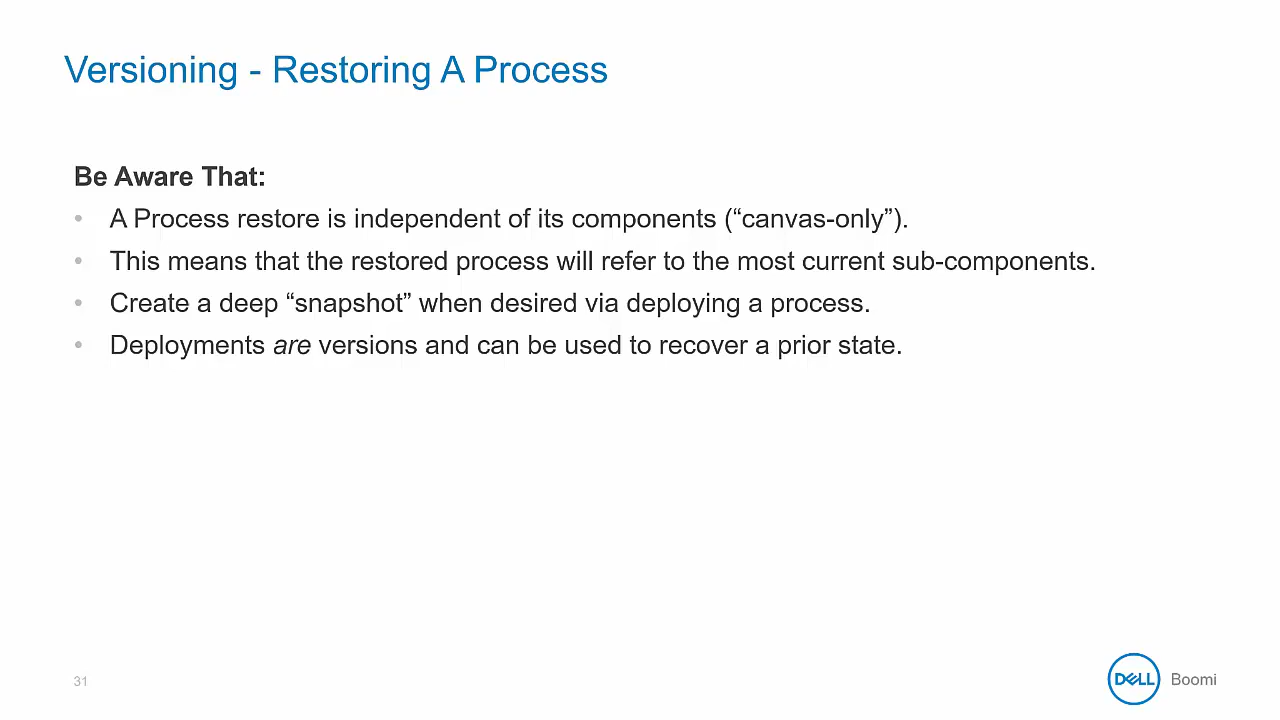 Versioning - Restoring A Process
Be Aware That:
• A Process restore is independent of its components (“canvas-only”).
• This means that the restored process will refer to the most current sub-components.
• Create a deep “snapshot” when desired via deploying a process.
• Deployments are versions and can be used to recover a prior state.
31
DELL Boomi